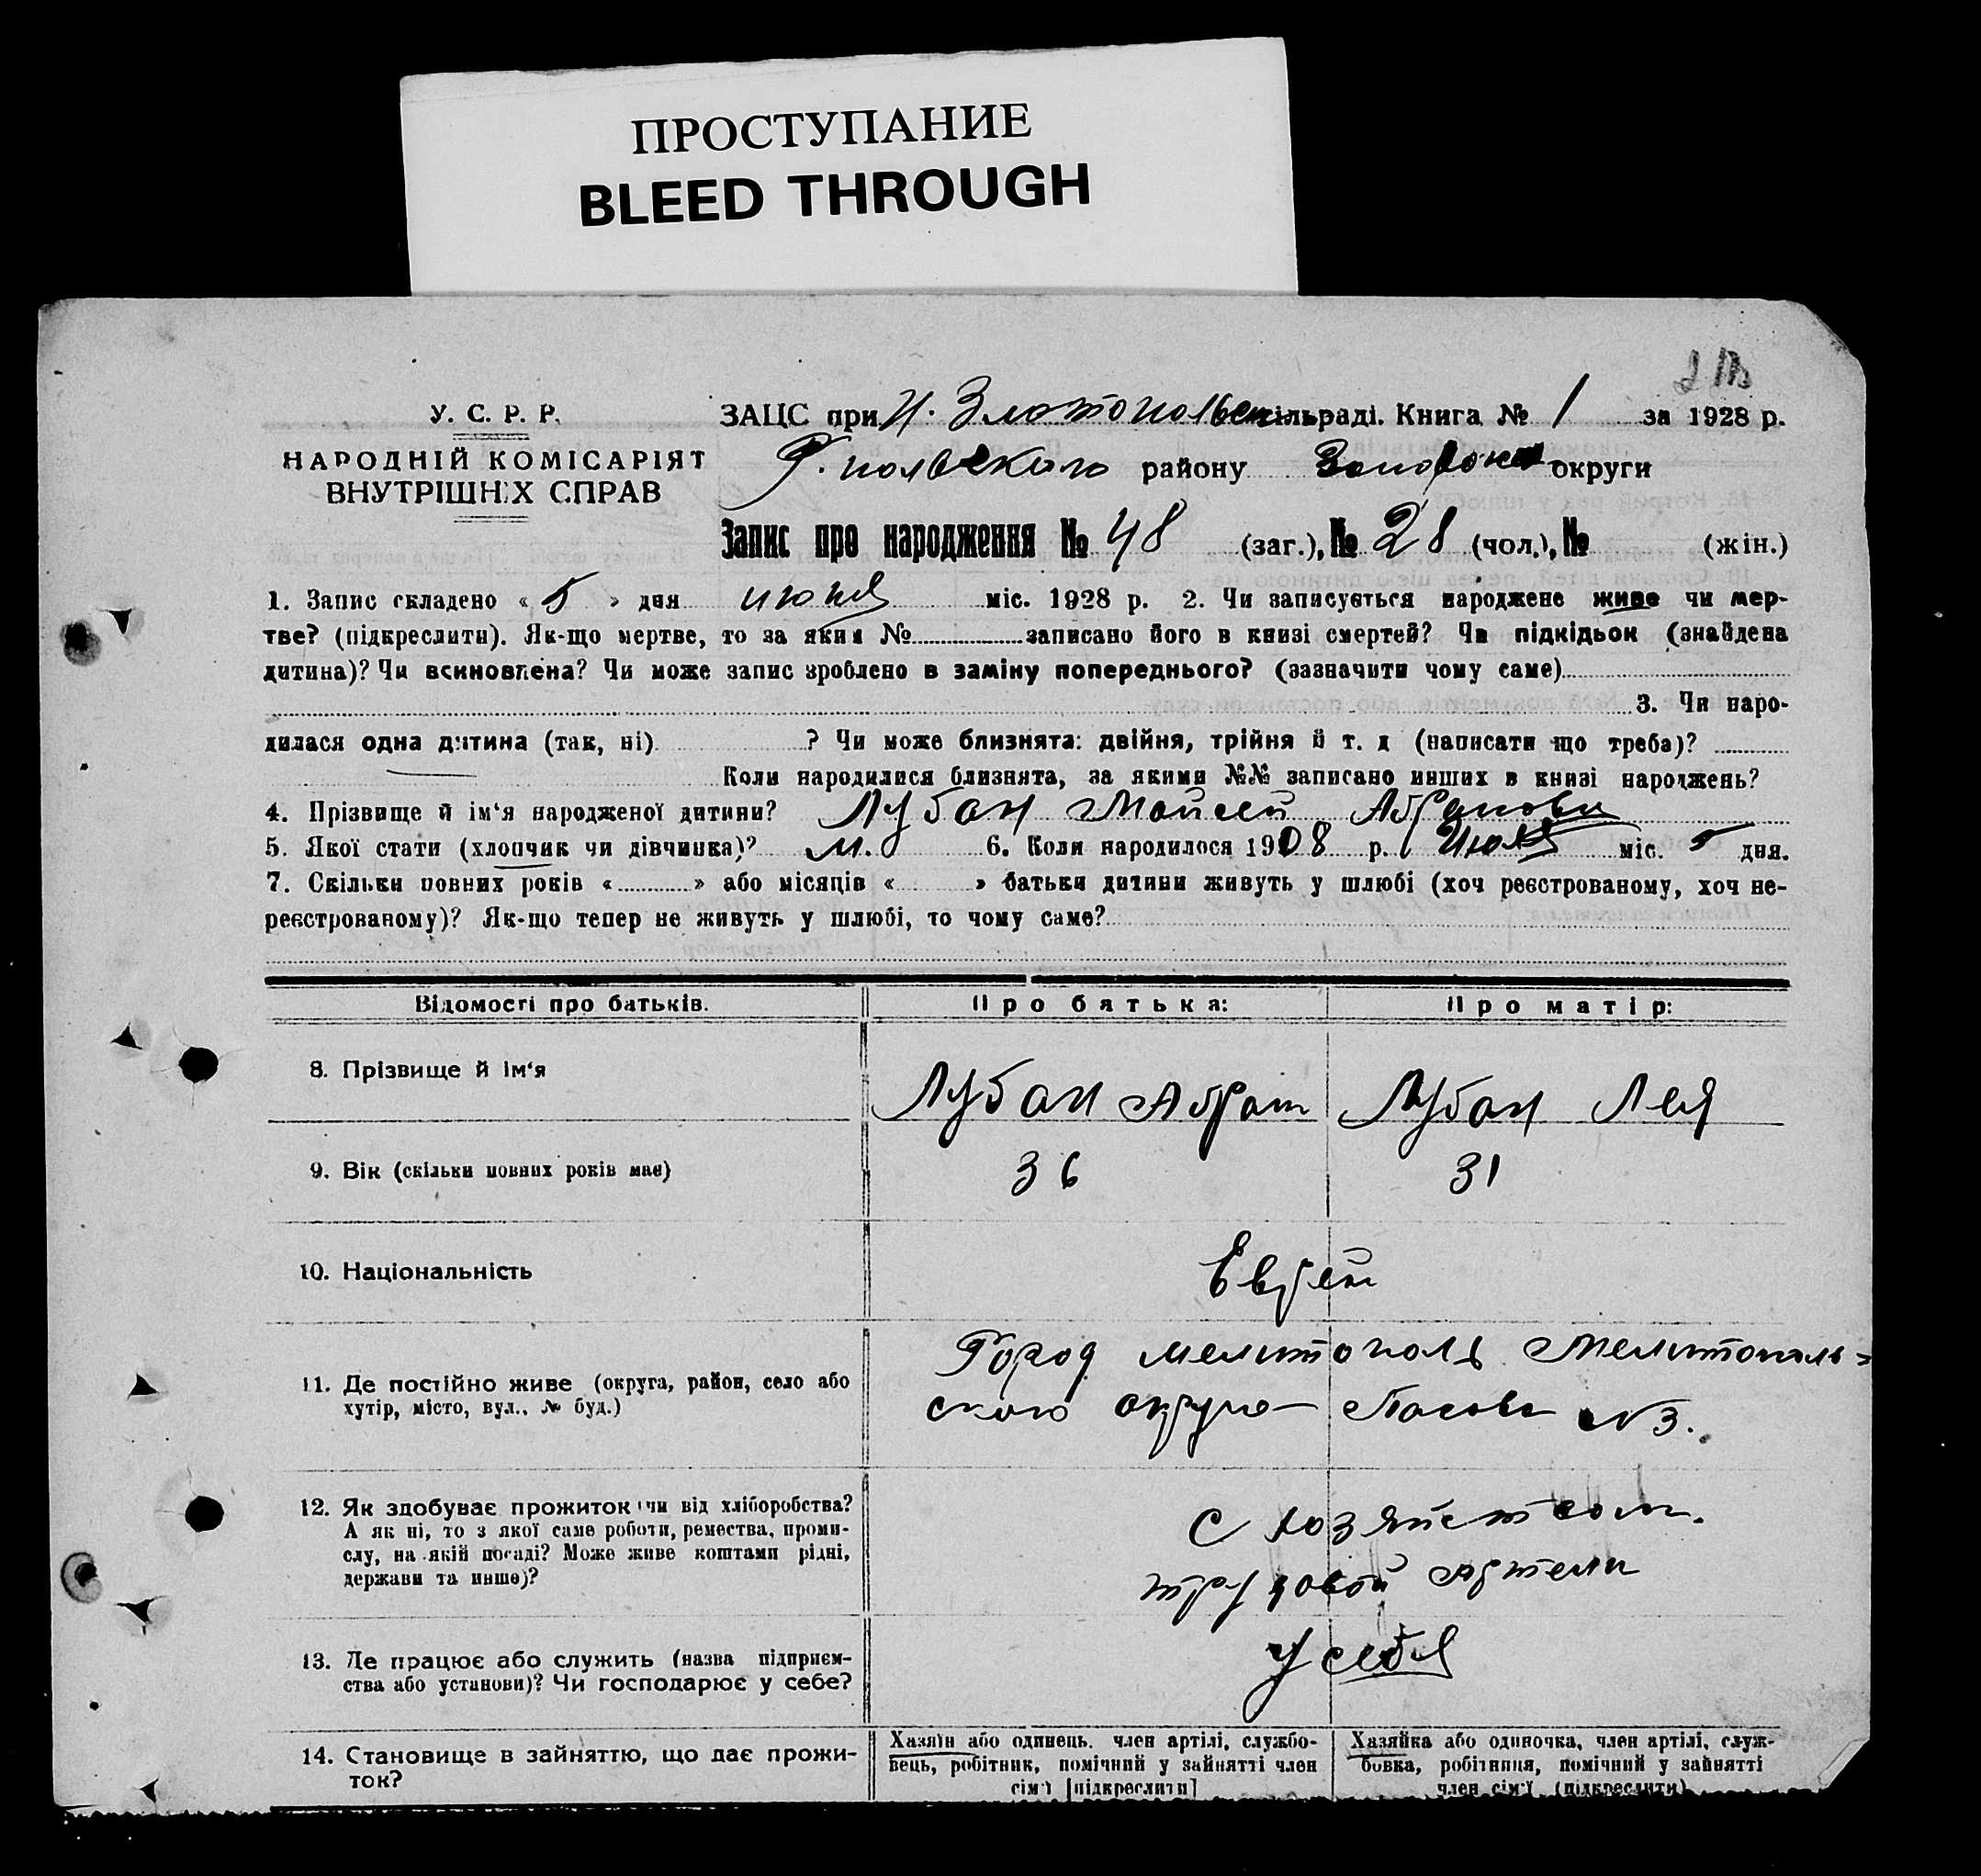 ПРОСТУПАНИЕ
BLEED THROUGH
У. С. Р. Р.
НАРОДНІЙ КОМІСАРІЯТ
ВНУТРІШНІХ СПРАВ
ЗАЦС при Н. Златопольск сільраді. Книга № 1 за 1928 р.
району округи
Запис про народження № 48 (заг.), № 28 (чол.), № (жін.)
1. Запис складено « 5 » дня июня міс. 1928 р. 2. Чи записується народжене живе чи мер-
тве? (підкреслити). Як-що мертве, то за яким № записано його в книзі смертей? Чи підкідьок (знайдена
дитина)? Чи всиновлена? Чи може запис зроблено в заміну попереднього? (зазначити чому саме)
3. Чи наро-
дилася одна дитина (так, ні) ? Чи може близнята: двійня, трійня й т. д (написати що треба)?
Коли народилися близнята, за якими №№ записано инших в книзі народжень?
4. Прізвище й ім'я народженої дитини? Лубан Мойсей Абрамович
5. Якої стати (хлопчик чи дівчинка)? м. 6. Коли народилося 1908 р. міс. 5 дня.
7. Скільки повних років « » або місяців « » батьки дитини живуть у шлюбі (хоч реєстрованому, хоч не-
реєстрованому)? Як-що тепер не живуть у шлюбі, то чому саме?
Відомості про батьків. Про батька: Про матір:
8. Прізвище й ім'я Лубан Абрам Лубан Лея
9. Вік (скільки повних років має) 36 31
10. Національність Еврей
11. Де постійно живе (округа, район, село або
хутір, місто, вул., № буд.)
Город мелитополь Мелитополь-
ского округа №3.
12. Як здобуває прожиток чи від хліборобства?
А як ні, то з якої саме роботи, ремества, проми-
слу, на якій посаді? Може живе коштами рідні,
держави та инше)?
С хозяйством.
трудовой Артели
13. Де працює або служить (назва підприєм-
ства або установи)? Чи господарює у себе?
У себя
14. Становище в зайняттю, що дає прожи-
ток?
Хазяїн або одинець. член артілі, службо-
вець, робітник, помічний у зайнятті член
сім'ї [підкреслити]
Хазяйка або одиночка, член артілі, служ-
бовка, робітниця, помічний у зайнятті
член сім'ї (підкреслити)